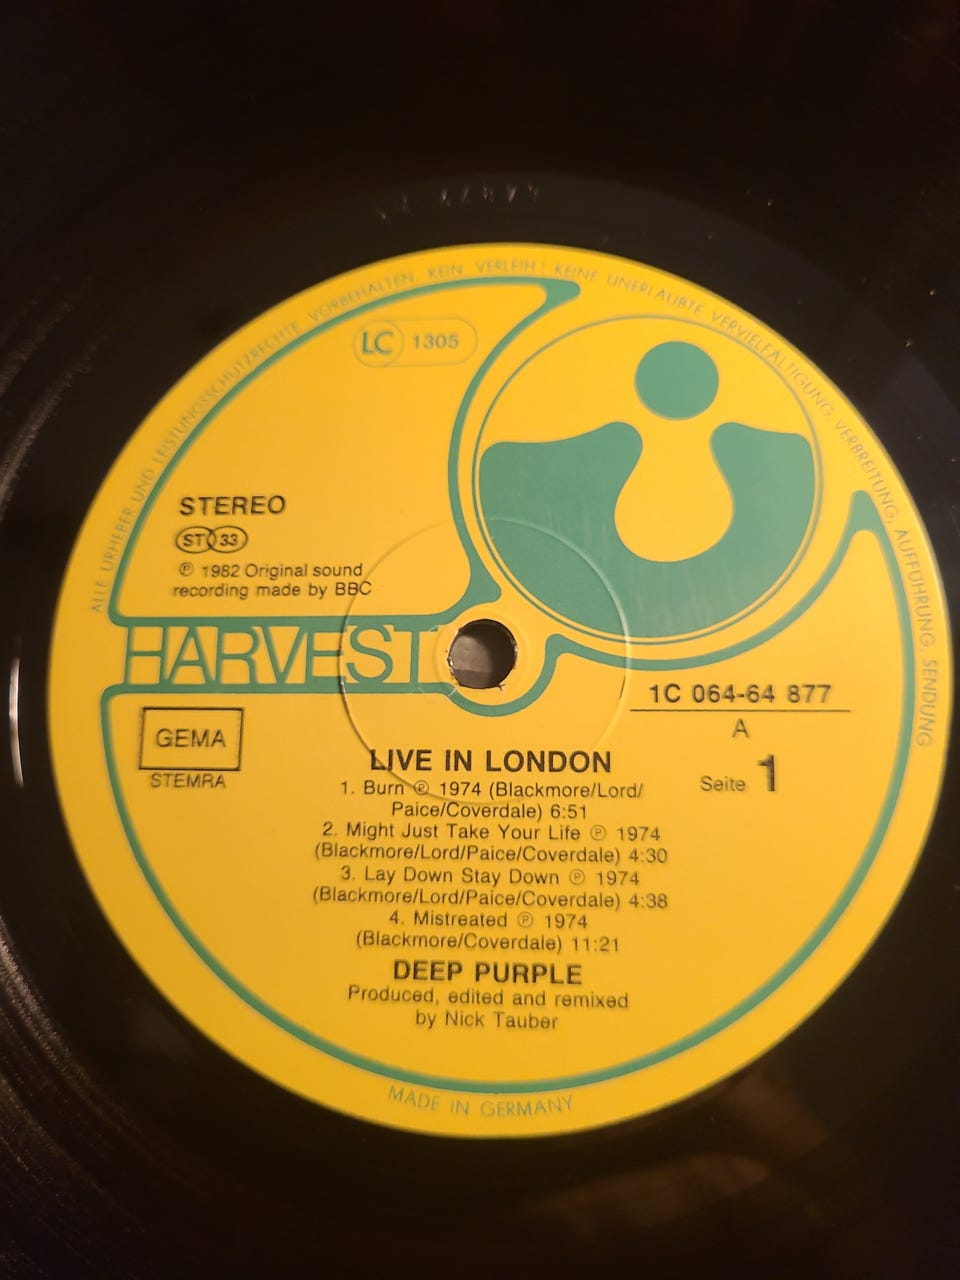 ALLE URHEBER UND LEISTUNGSSCHUTZRECHTE VORBEHALTEN. KEIN VERLEIH! KEINE UNERLAUBTE VERVIELFÄLTIGUNG, VERBREITUNG, AUFFÜHRUNG, SENDUNG
LC 1305
STEREO
ST 33
℗ 1982 Original sound
recording made by BBC
HARVEST
1C 064-64 877
A
Seite 1
GEMA
STEMRA
LIVE IN LONDON
1. Burn ℗ 1974 (Blackmore/Lord/
Paice/Coverdale) 6:51
2. Might Just Take Your Life ℗ 1974
(Blackmore/Lord/Paice/Coverdale) 4:30
3. Lay Down Stay Down ℗ 1974
(Blackmore/Lord/Paice/Coverdale) 4:38
4. Mistreated ℗ 1974
(Blackmore/Coverdale) 11:21
DEEP PURPLE
Produced, edited and remixed
by Nick Tauber
MADE IN GERMANY